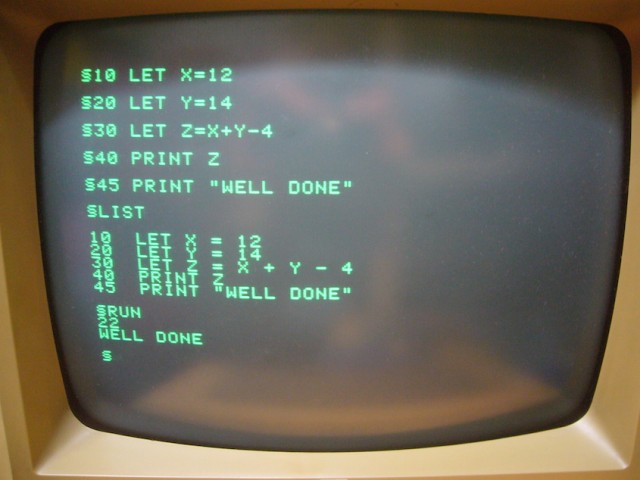 §10 LET X=12
§20 LET Y=14
§30 LET Z=X+Y-4
§40 PRINT Z
§45 PRINT "WELL DONE"
§LIST
10 LET X = 12
20 LET Y = 14
30 LET Z = X + Y - 4
40 PRINT Z
45 PRINT "WELL DONE"
§RUN
22
WELL DONE
§